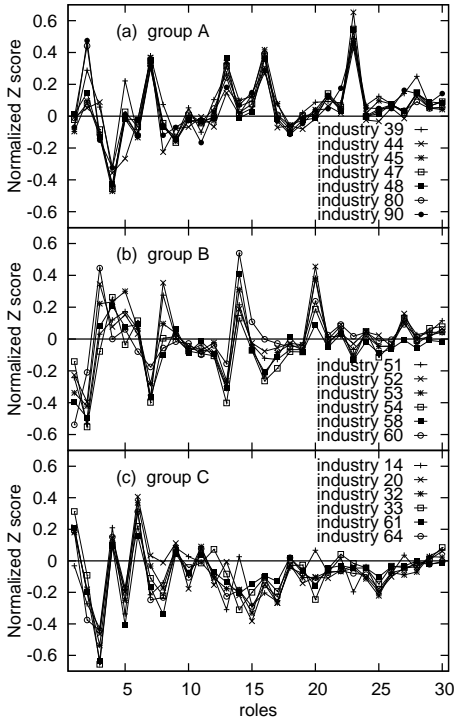 (a) group A
Normalized Z score
0.6
0.4
0.2
0
-0.2
-0.4
-0.6
industry 39
industry 44
industry 45
industry 47
industry 48
industry 80
industry 90
(b) group B
Normalized Z score
0.6
0.4
0.2
0
-0.2
-0.4
-0.6
industry 51
industry 52
industry 53
industry 54
industry 58
industry 60
(c) group C
Normalized Z score
0.6
0.4
0.2
0
-0.2
-0.4
-0.6
industry 14
industry 20
industry 32
industry 33
industry 61
industry 64
5 10 15 20 25 30
roles